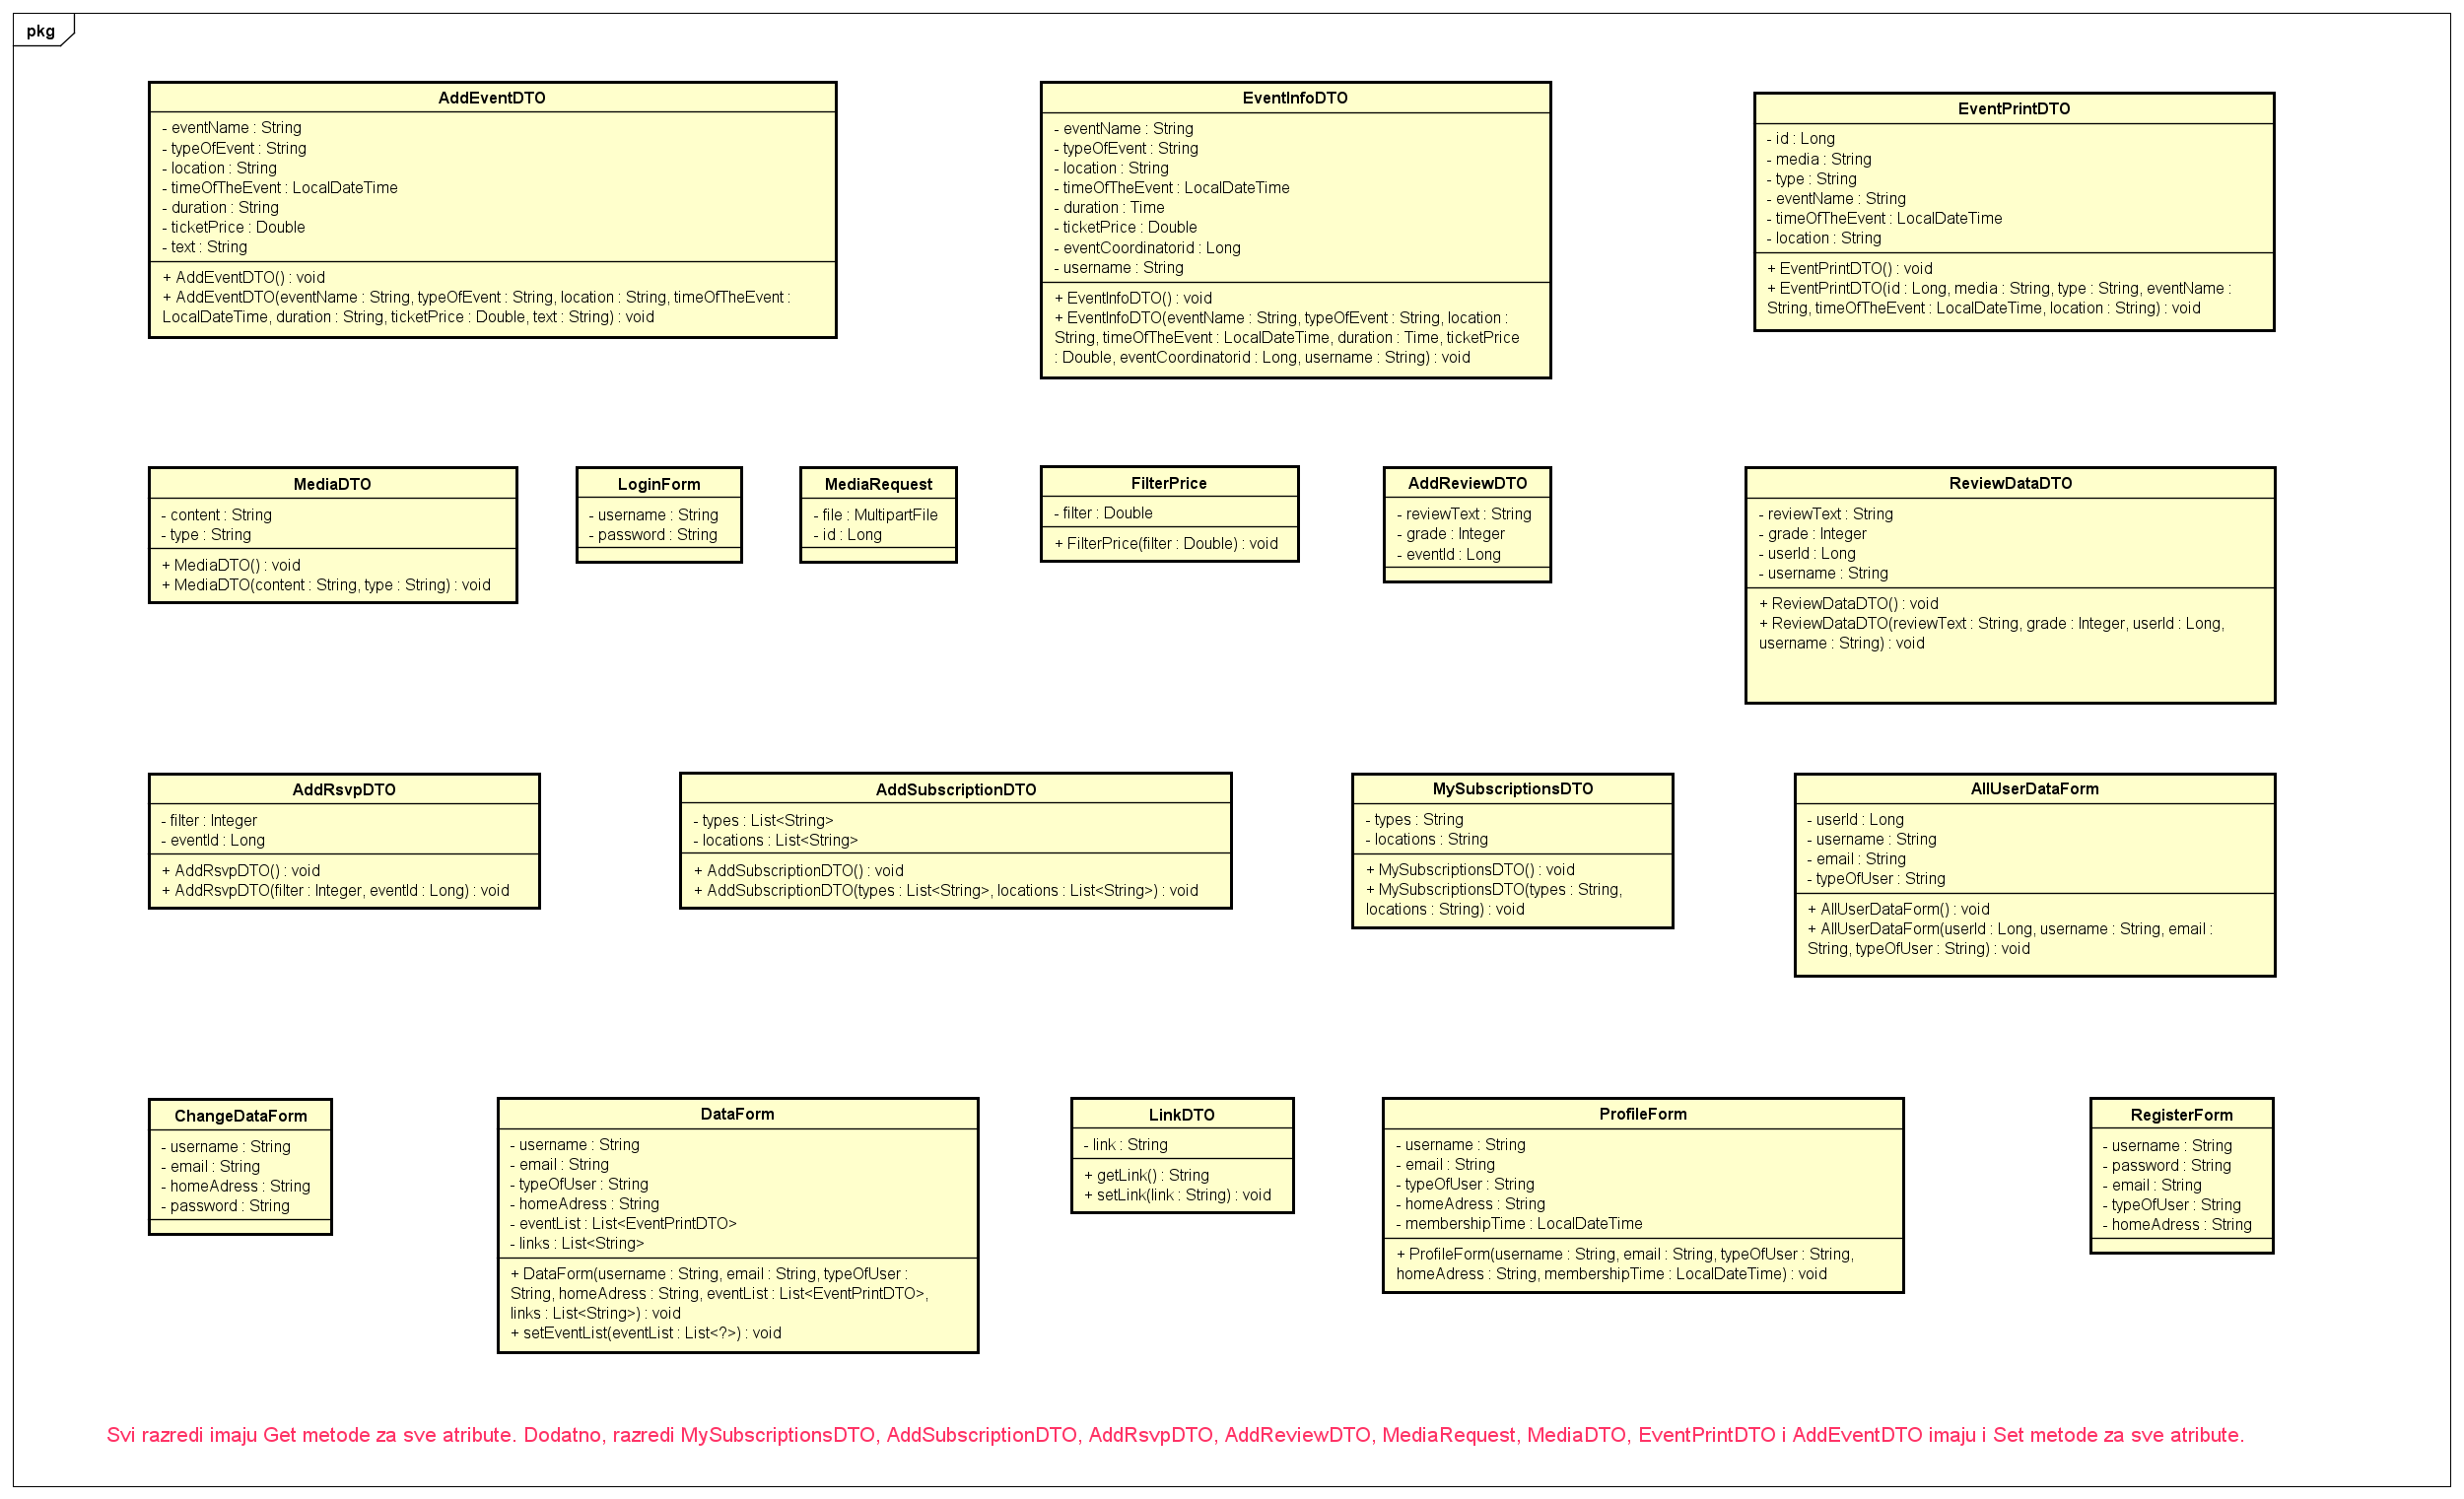 pkg
AddEventDTO
- eventName : String
- typeOfEvent : String
- location : String
- timeOfTheEvent : LocalDateTime
- duration : String
- ticketPrice : Double
- text : String
+ AddEventDTO() : void
+ AddEventDTO(eventName : String, typeOfEvent : String, location : String, timeOfTheEvent :
LocalDateTime, duration : String, ticketPrice : Double, text : String) : void
EventInfoDTO
- eventName : String
- typeOfEvent : String
- location : String
- timeOfTheEvent : LocalDateTime
- duration : Time
- ticketPrice : Double
- eventCoordinatorid : Long
- username : String
+ EventInfoDTO() : void
+ EventInfoDTO(eventName : String, typeOfEvent : String, location :
String, timeOfTheEvent : LocalDateTime, duration : Time, ticketPrice
: Double, eventCoordinatorid : Long, username : String) : void
EventPrintDTO
- id : Long
- media : String
- type : String
- eventName : String
- timeOfTheEvent : LocalDateTime
- location : String
+ EventPrintDTO() : void
+ EventPrintDTO(id : Long, media : String, type : String, eventName :
String, timeOfTheEvent : LocalDateTime, location : String) : void
MediaDTO
- content : String
- type : String
+ MediaDTO() : void
+ MediaDTO(content : String, type : String) : void
LoginForm
- username : String
- password : String
MediaRequest
- file : MultipartFile
- id : Long
FilterPrice
- filter : Double
+ FilterPrice(filter : Double) : void
AddReviewDTO
- reviewText : String
- grade : Integer
- eventId : Long
ReviewDataDTO
- reviewText : String
- grade : Integer
- userId : Long
- username : String
+ ReviewDataDTO() : void
+ ReviewDataDTO(reviewText : String, grade : Integer, userId : Long,
username : String) : void
AddRsvpDTO
- filter : Integer
- eventId : Long
+ AddRsvpDTO() : void
+ AddRsvpDTO(filter : Integer, eventId : Long) : void
AddSubscriptionDTO
- types : List<String>
- locations : List<String>
+ AddSubscriptionDTO() : void
+ AddSubscriptionDTO(types : List<String>, locations : List<String>) : void
MySubscriptionsDTO
- types : String
- locations : String
+ MySubscriptionsDTO() : void
+ MySubscriptionsDTO(types : String,
locations : String) : void
AllUserDataForm
- userId : Long
- username : String
- email : String
- typeOfUser : String
+ AllUserDataForm() : void
+ AllUserDataForm(userId : Long, username : String, email :
String, typeOfUser : String) : void
ChangeDataForm
- username : String
- email : String
- homeAdress : String
- password : String
DataForm
- username : String
- email : String
- typeOfUser : String
- homeAdress : String
- eventList : List<EventPrintDTO>
- links : List<String>
+ DataForm(username : String, email : String, typeOfUser :
String, homeAdress : String, eventList : List<EventPrintDTO>,
links : List<String>) : void
+ setEventList(eventList : List<?>) : void
LinkDTO
- link : String
+ getLink() : String
+ setLink(link : String) : void
ProfileForm
- username : String
- email : String
- typeOfUser : String
- homeAdress : String
- membershipTime : LocalDateTime
+ ProfileForm(username : String, email : String, typeOfUser : String,
homeAdress : String, membershipTime : LocalDateTime) : void
RegisterForm
- username : String
- password : String
- email : String
- typeOfUser : String
- homeAdress : String
Svi razredi imaju Get metode za sve atribute. Dodatno, razredi MySubscriptionsDTO, AddSubscriptionDTO, AddRsvpDTO, AddReviewDTO, MediaRequest, MediaDTO, EventPrintDTO i AddEventDTO imaju i Set metode za sve atribute.